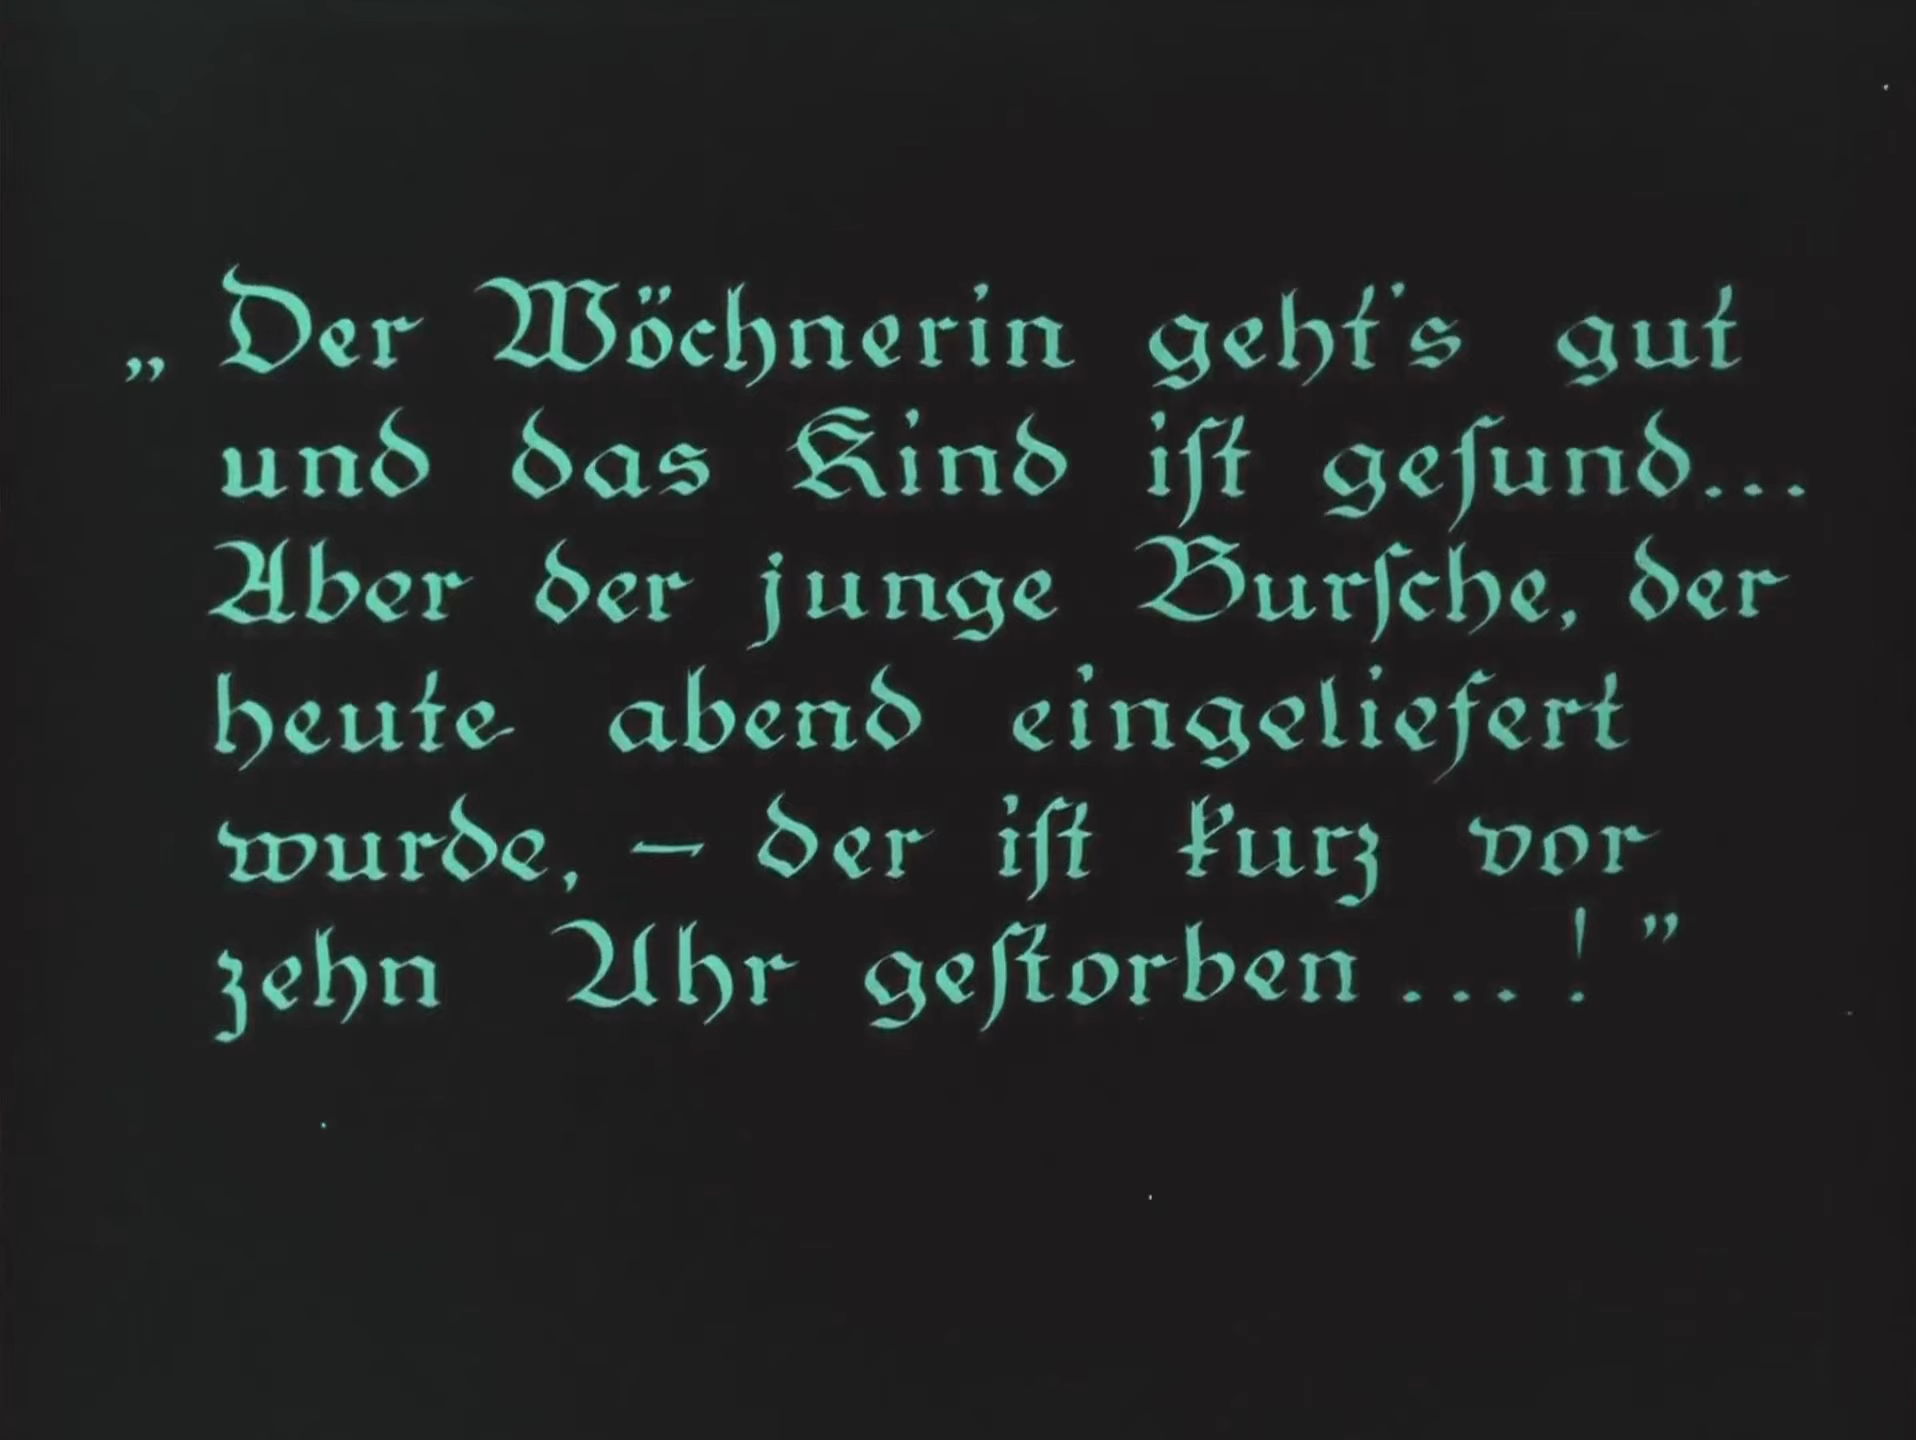 „Der Wöchnerin geht's gut
und das Kind iſt geſund...
Aber der junge Burſche, der
heute abend eingeliefert
wurde, – der iſt kurz vor
zehn Uhr geſtorben...!”